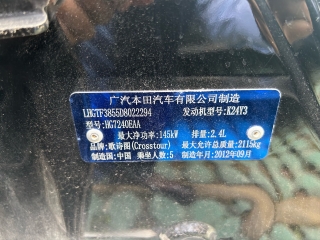 广汽本田汽车有限公司制造
LHGTF3855D8022294 发动机型号:K24Y3
型号:HG7240EAA
最大净功率:145kW 排量:2.4L
品牌:歌诗图(Crosstour) 最大允许总质量:2115kg
制造国:中国 乘坐人数:5 制造年月:2012年09月